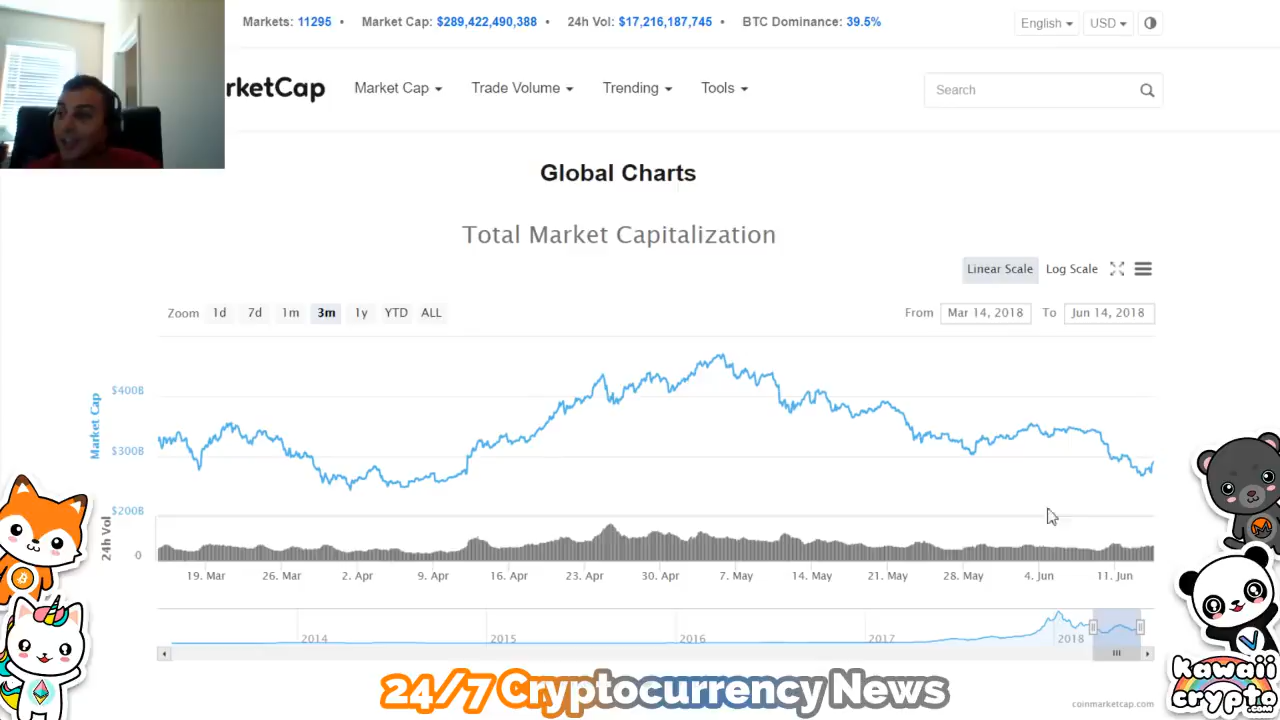 Markets: 11295 • Market Cap: $289,422,490,388 • 24h Vol: $17,216,187,745 • BTC Dominance: 39.5%
English USD
rketCap Market Cap Trade Volume Trending Tools Search
Global Charts
Total Market Capitalization
Linear Scale Log Scale
Zoom 1d 7d 1m 3m 1y YTD ALL From Mar 14, 2018 To Jun 14, 2018
Market Cap
$400B
$300B
$200B
24h Vol
0
19. Mar 26. Mar 2. Apr 9. Apr 16. Apr 23. Apr 30. Apr 7. May 14. May 21. May 28. May 4. Jun 11. Jun
2014 2015 2016 2017 2018
24/7 Cryptocurrency News
coinmarketcap.com
kawaii
crypto
.com